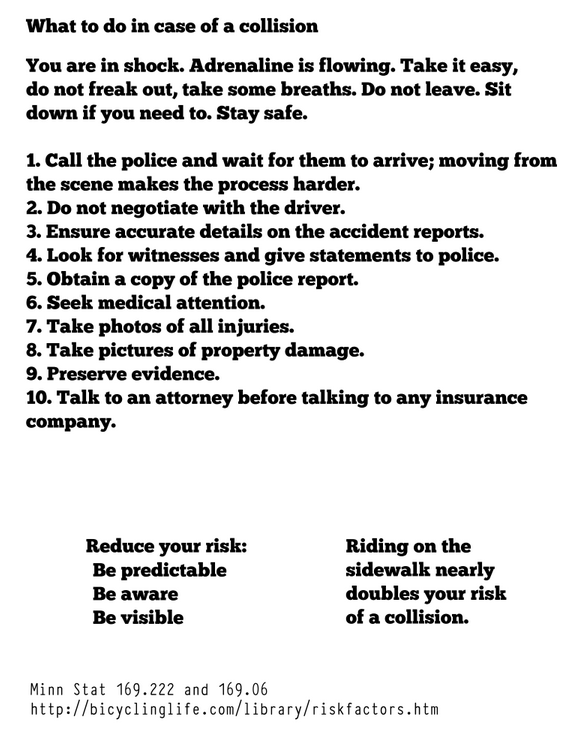 What to do in case of a collision
You are in shock. Adrenaline is flowing. Take it easy,
do not freak out, take some breaths. Do not leave. Sit
down if you need to. Stay safe.
1. Call the police and wait for them to arrive; moving from
the scene makes the process harder.
2. Do not negotiate with the driver.
3. Ensure accurate details on the accident reports.
4. Look for witnesses and give statements to police.
5. Obtain a copy of the police report.
6. Seek medical attention.
7. Take photos of all injuries.
8. Take pictures of property damage.
9. Preserve evidence.
10. Talk to an attorney before talking to any insurance
company.
Reduce your risk:
Be predictable
Be aware
Be visible
Riding on the
sidewalk nearly
doubles your risk
of a collision.
Minn Stat 169.222 and 169.06
http://bicyclinglife.com/library/riskfactors.htm